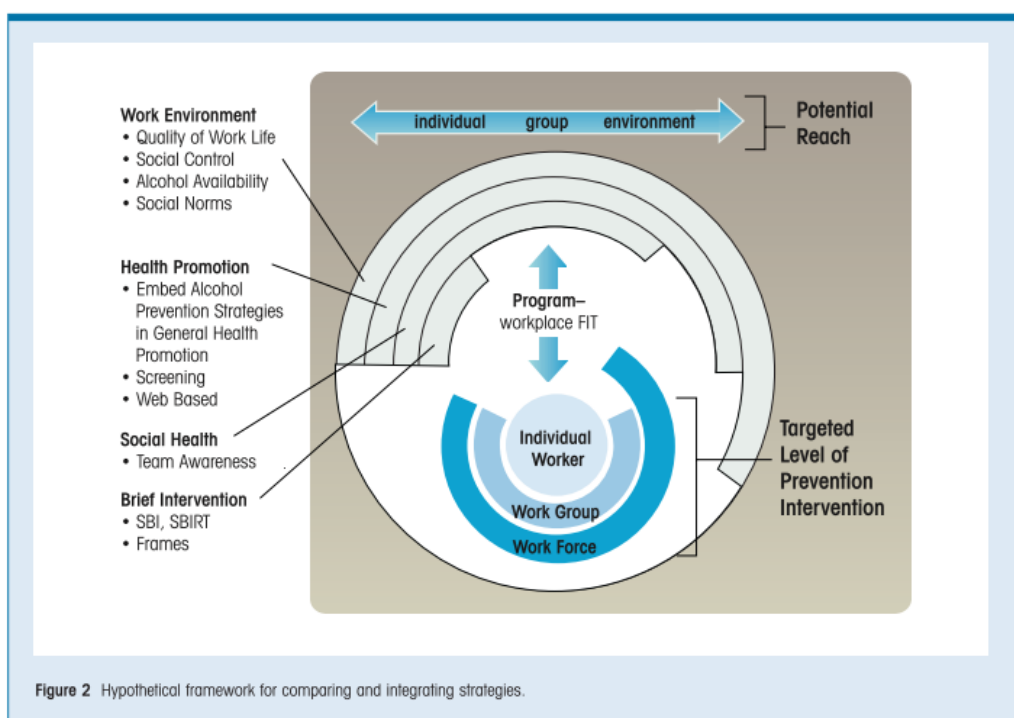 Work Environment
• Quality of Work Life
• Social Control
• Alcohol Availability
• Social Norms
Health Promotion
• Embed Alcohol
Prevention Strategies
in General Health
Promotion
• Screening
• Web Based
Social Health
• Team Awareness
Brief Intervention
• SBI, SBIRT
• Frames
individual group environment
Potential
Reach
Program–
workplace FIT
Individual
Worker
Work Group
Work Force
Targeted
Level of
Prevention
Intervention
Figure 2 Hypothetical framework for comparing and integrating strategies.